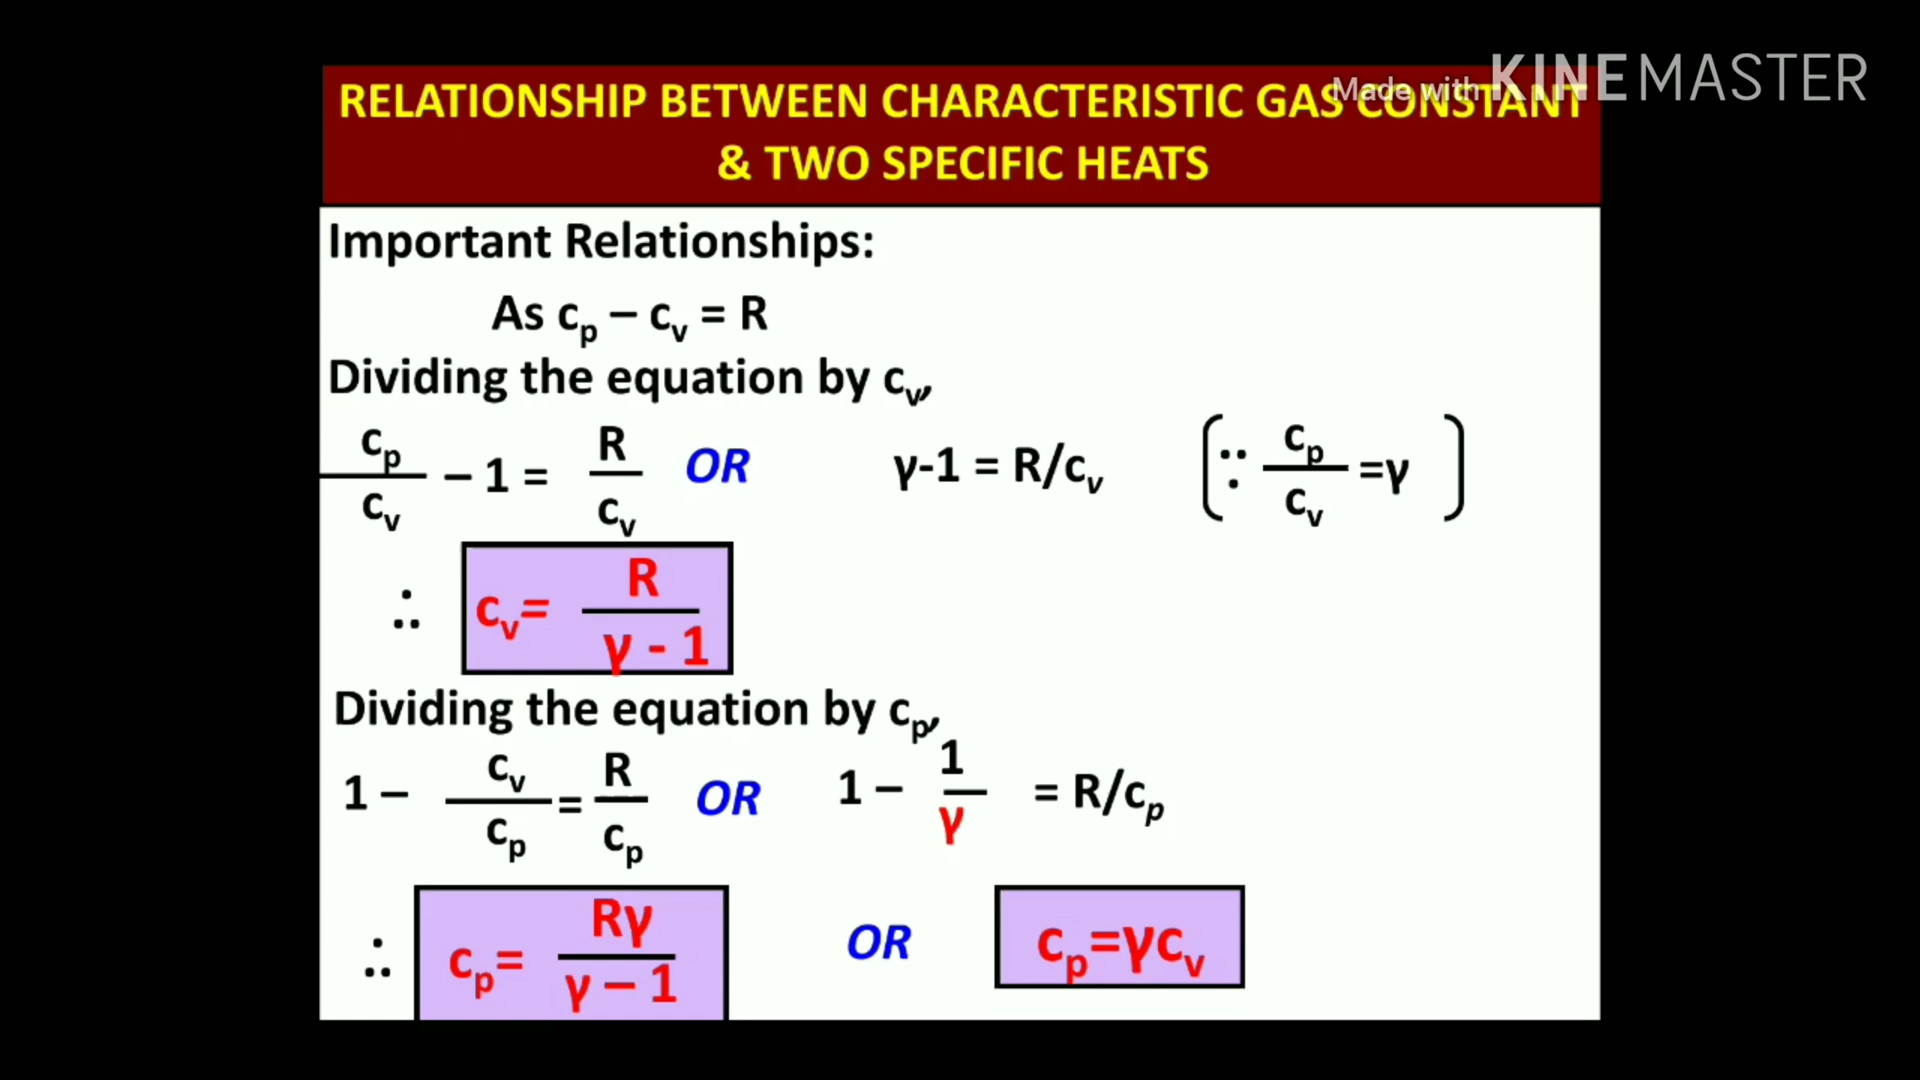 Made with KINEMASTER
RELATIONSHIP BETWEEN CHARACTERISTIC GAS CONSTANT
& TWO SPECIFIC HEATS
Important Relationships:
As cp – cv = R
Dividing the equation by cv,
cp/cv – 1 = R/cv OR γ-1 = R/cv (∵ cp/cv =γ )
∴ cv= R/γ - 1
Dividing the equation by cp,
1 – cv/cp = R/cp OR 1 – 1/γ = R/cp
∴ cp= Rγ/γ – 1 OR cp=γcv